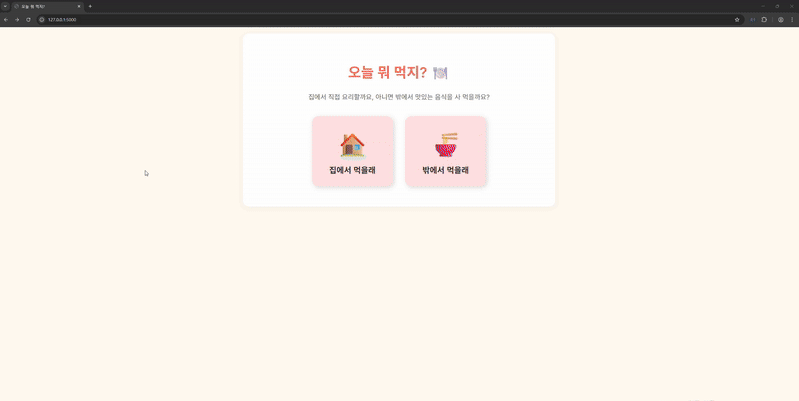 오늘 뭐 먹지?
127.0.0.1:5000
오늘 뭐 먹지? 🍽️
집에서 직접 요리할까요, 아니면 밖에서 맛있는 음식을 사 먹을까요?
집에서 먹을래
밖에서 먹을래